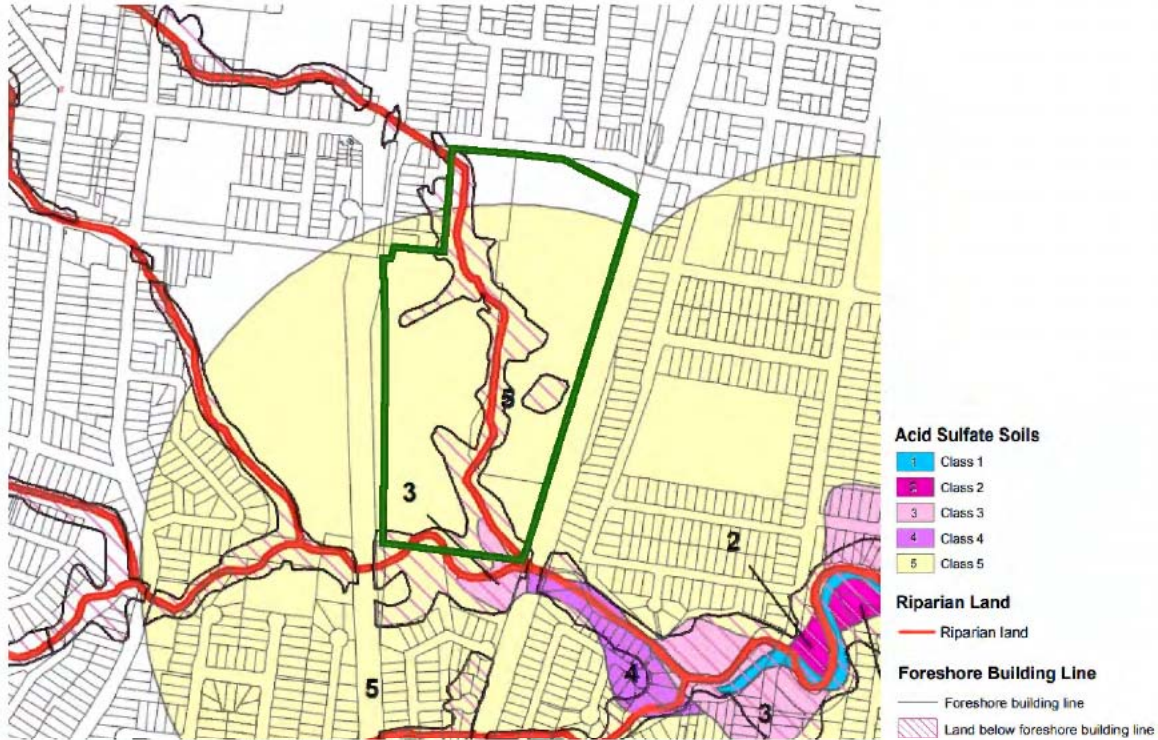 3
2
4
5
3
Acid Sulfate Soils
1 Class 1
2 Class 2
3 Class 3
4 Class 4
5 Class 5
Riparian Land
Riparian land
Foreshore Building Line
Foreshore building line
Land below foreshore building line